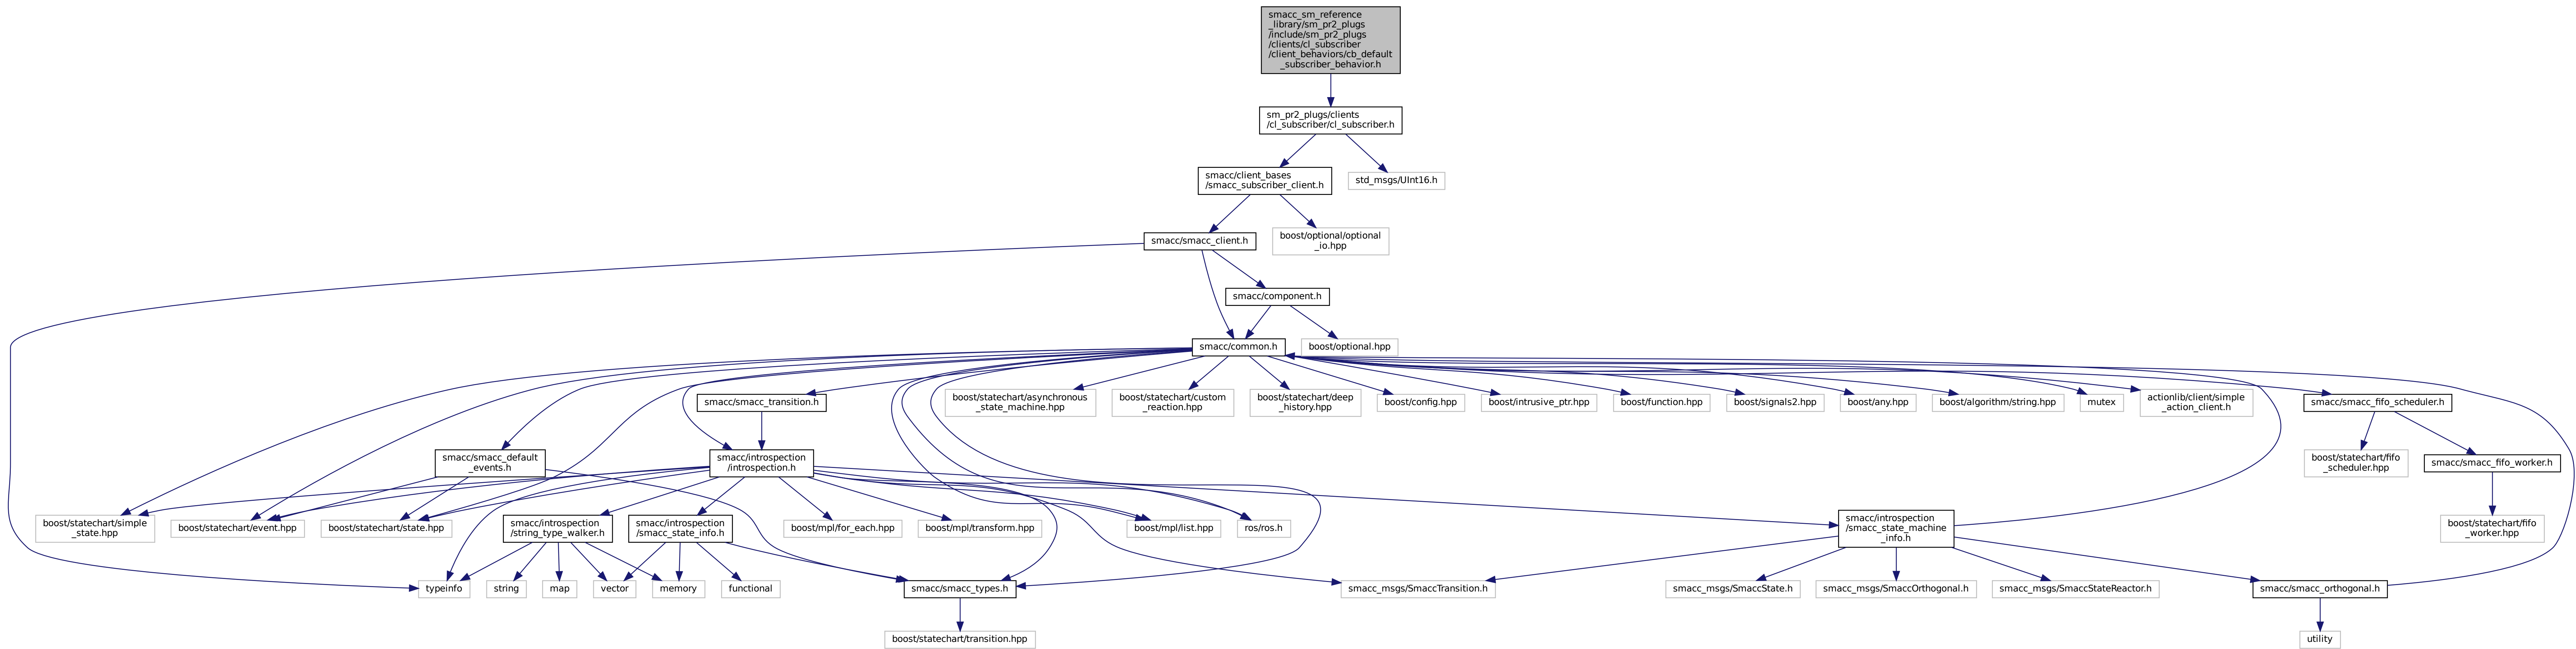 smacc_sm_reference
_library/sm_pr2_plugs
/include/sm_pr2_plugs
/clients/cl_subscriber
/client_behaviors/cb_default
_subscriber_behavior.h
sm_pr2_plugs/clients
/cl_subscriber/cl_subscriber.h
smacc/client_bases
/smacc_subscriber_client.h
std_msgs/UInt16.h
smacc/smacc_client.h
boost/optional/optional
_io.hpp
smacc/component.h
smacc/common.h
boost/optional.hpp
smacc/smacc_transition.h
boost/statechart/asynchronous
_state_machine.hpp
boost/statechart/custom
_reaction.hpp
boost/statechart/deep
_history.hpp
boost/config.hpp
boost/intrusive_ptr.hpp
boost/function.hpp
boost/signals2.hpp
boost/any.hpp
boost/algorithm/string.hpp
mutex
actionlib/client/simple
_action_client.h
smacc/smacc_fifo_scheduler.h
smacc/smacc_default
_events.h
smacc/introspection
/introspection.h
boost/statechart/fifo
_scheduler.hpp
smacc/smacc_fifo_worker.h
boost/statechart/simple
_state.hpp
boost/statechart/event.hpp
boost/statechart/state.hpp
smacc/introspection
/string_type_walker.h
smacc/introspection
/smacc_state_info.h
boost/mpl/for_each.hpp
boost/mpl/transform.hpp
boost/mpl/list.hpp
ros/ros.h
smacc/introspection
/smacc_state_machine
_info.h
boost/statechart/fifo
_worker.hpp
typeinfo
string
map
vector
memory
functional
smacc/smacc_types.h
smacc_msgs/SmaccTransition.h
smacc_msgs/SmaccState.h
smacc_msgs/SmaccOrthogonal.h
smacc_msgs/SmaccStateReactor.h
smacc/smacc_orthogonal.h
boost/statechart/transition.hpp
utility